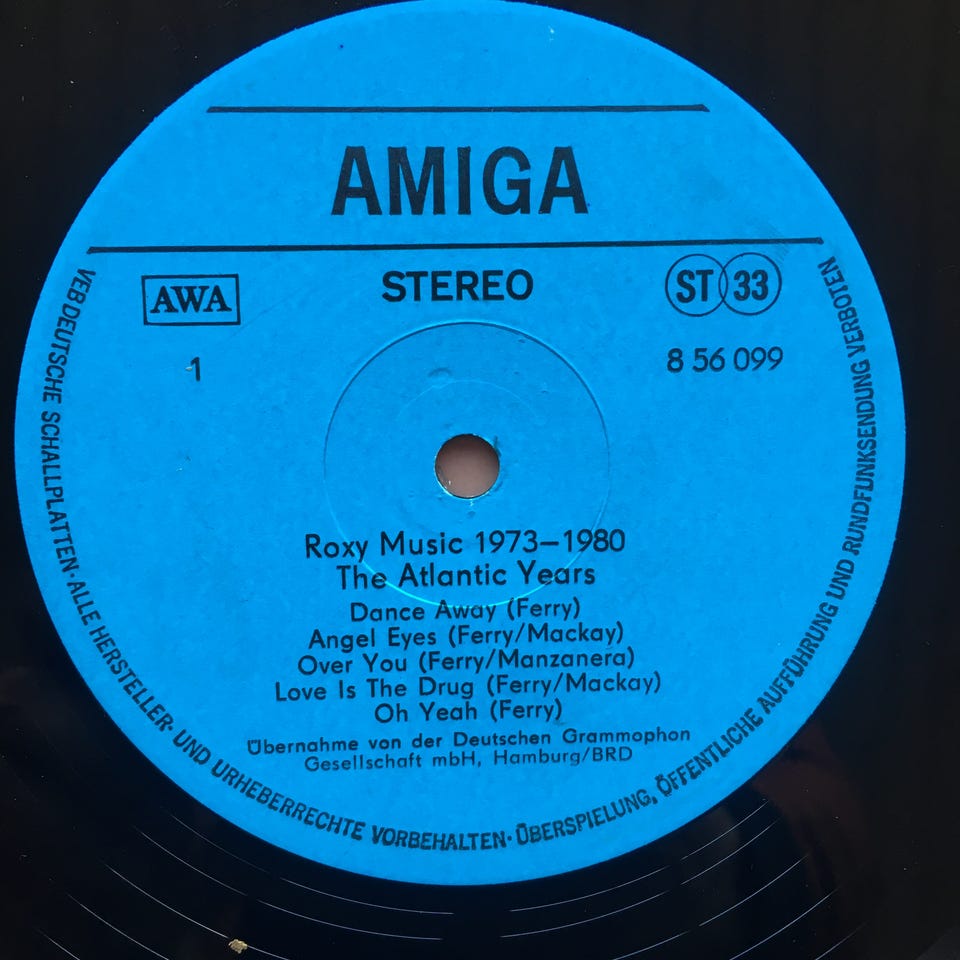 AMIGA
AWA
STEREO
ST 33
1
8 56 099
Roxy Music 1973–1980
The Atlantic Years
Dance Away (Ferry)
Angel Eyes (Ferry/Mackay)
Over You (Ferry/Manzanera)
Love Is The Drug (Ferry/Mackay)
Oh Yeah (Ferry)
Übernahme von der Deutschen Grammophon
Gesellschaft mbH, Hamburg/BRD
VEB DEUTSCHE SCHALLPLATTEN · ALLE HERSTELLER- UND URHEBERRECHTE VORBEHALTEN · ÜBERSPIELUNG, ÖFFENTLICHE AUFFÜHRUNG UND RUNDFUNKSENDUNG VERBOTEN